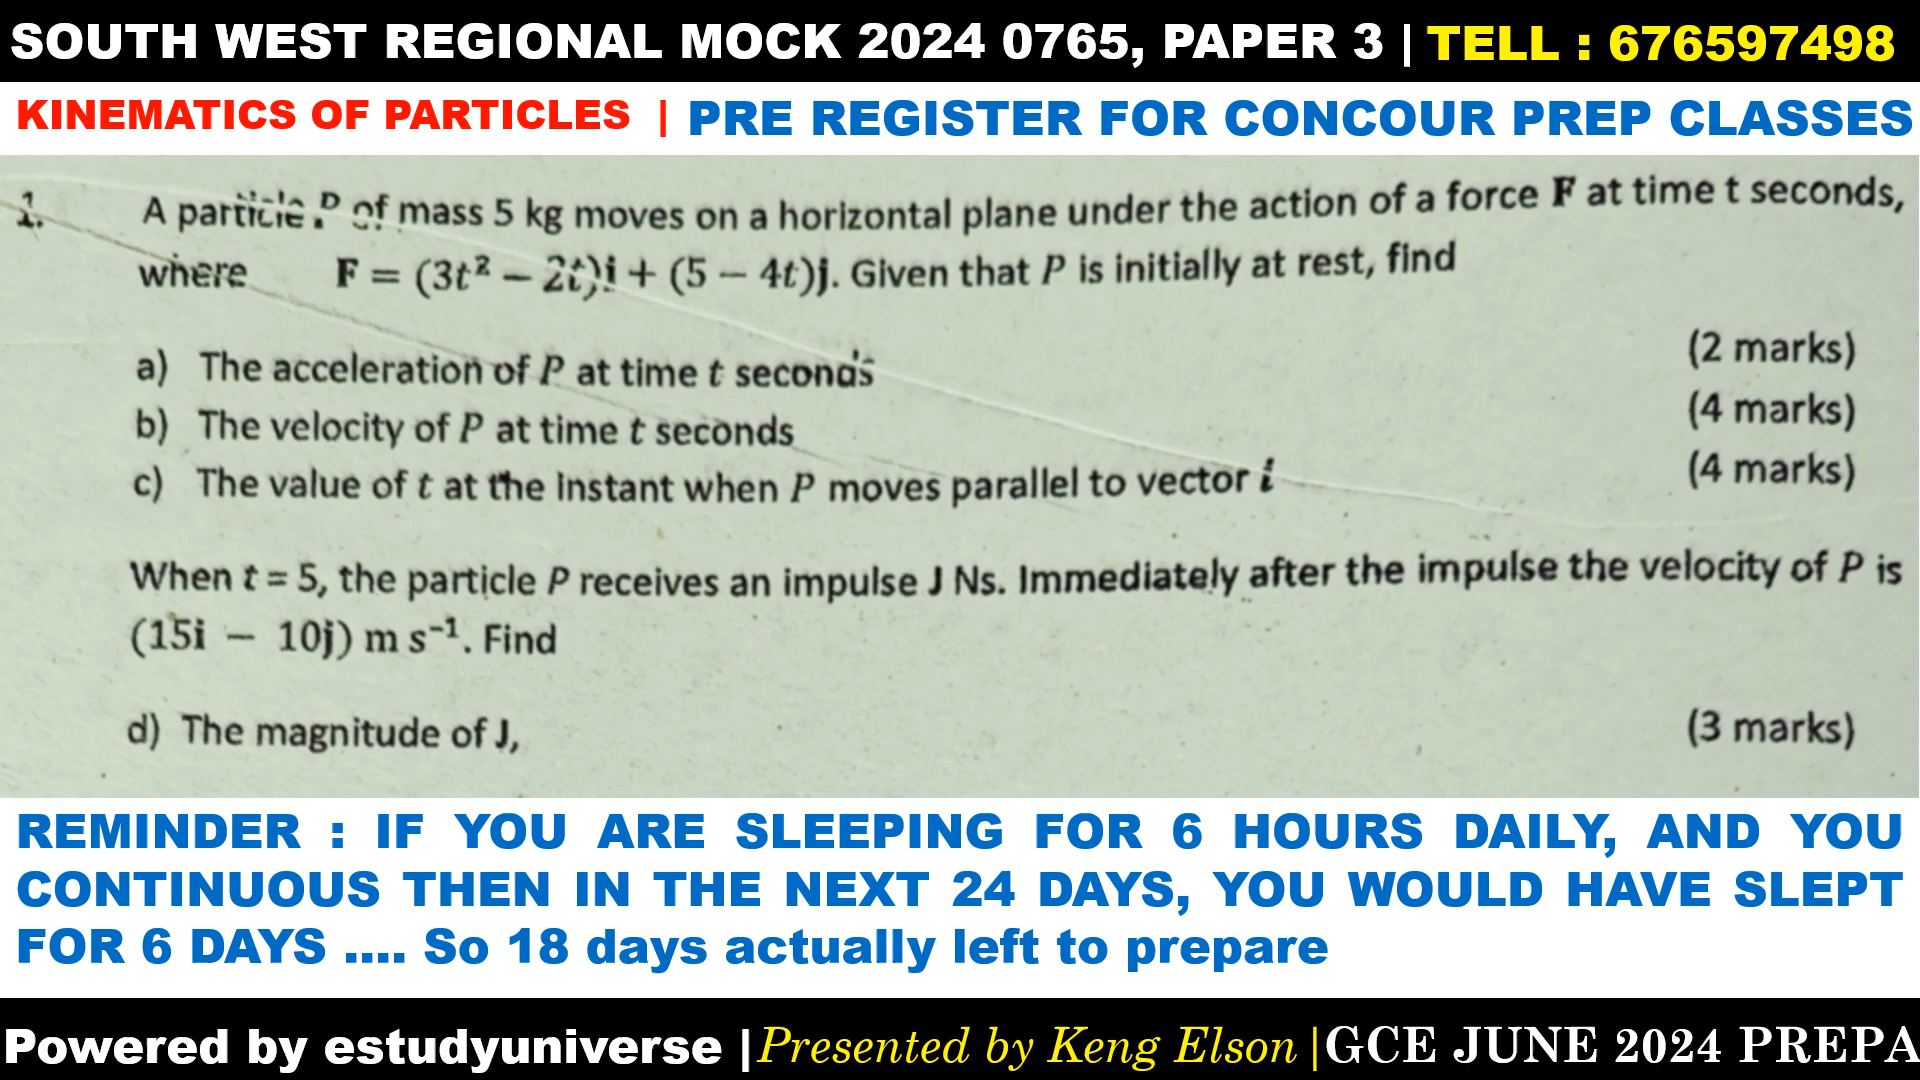 SOUTH WEST REGIONAL MOCK 2024 0765, PAPER 3 | TELL : 676597498
KINEMATICS OF PARTICLES | PRE REGISTER FOR CONCOUR PREP CLASSES
1. A particle P of mass 5 kg moves on a horizontal plane under the action of a force F at time t seconds,
where F = (3t² − 2t)i + (5 − 4t)j. Given that P is initially at rest, find
a) The acceleration of P at time t seconds (2 marks)
b) The velocity of P at time t seconds (4 marks)
c) The value of t at the instant when P moves parallel to vector i (4 marks)
When t = 5, the particle P receives an impulse J Ns. Immediately after the impulse the velocity of P is
(15i − 10j) m s⁻¹. Find
d) The magnitude of J, (3 marks)
REMINDER : IF YOU ARE SLEEPING FOR 6 HOURS DAILY, AND YOU
CONTINUOUS THEN IN THE NEXT 24 DAYS, YOU WOULD HAVE SLEPT
FOR 6 DAYS .... So 18 days actually left to prepare
Powered by estudyuniverse |Presented by Keng Elson |GCE JUNE 2024 PREPA